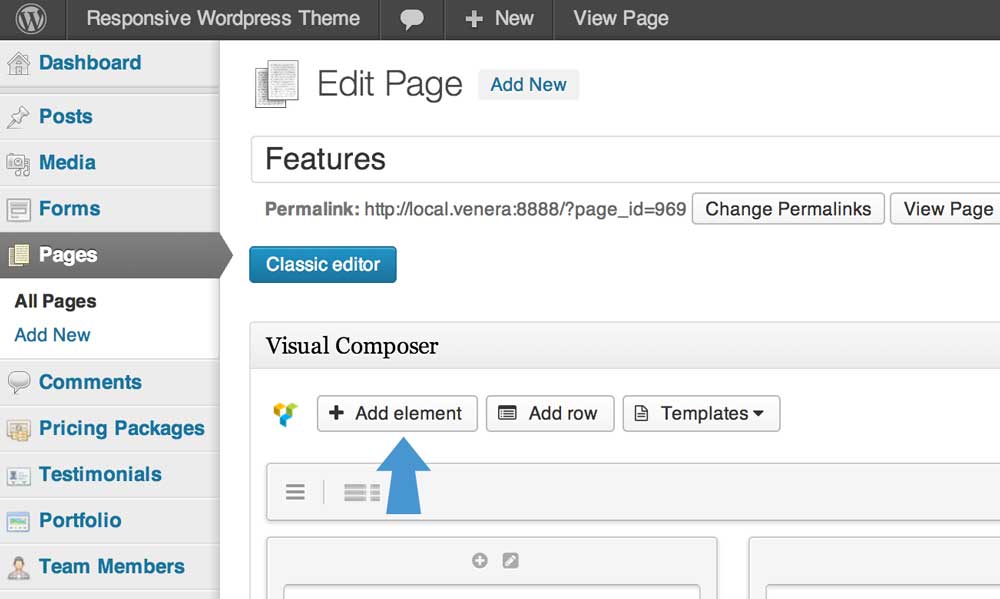 Responsive Wordpress Theme
New
View Page
Dashboard
Posts
Media
Forms
Pages
All Pages
Add New
Comments
Pricing Packages
Testimonials
Portfolio
Team Members
Edit Page
Add New
Features
Permalink: http://local.venera:8888/?page_id=969
Change Permalinks
View Page
Classic editor
Visual Composer
Add element
Add row
Templates